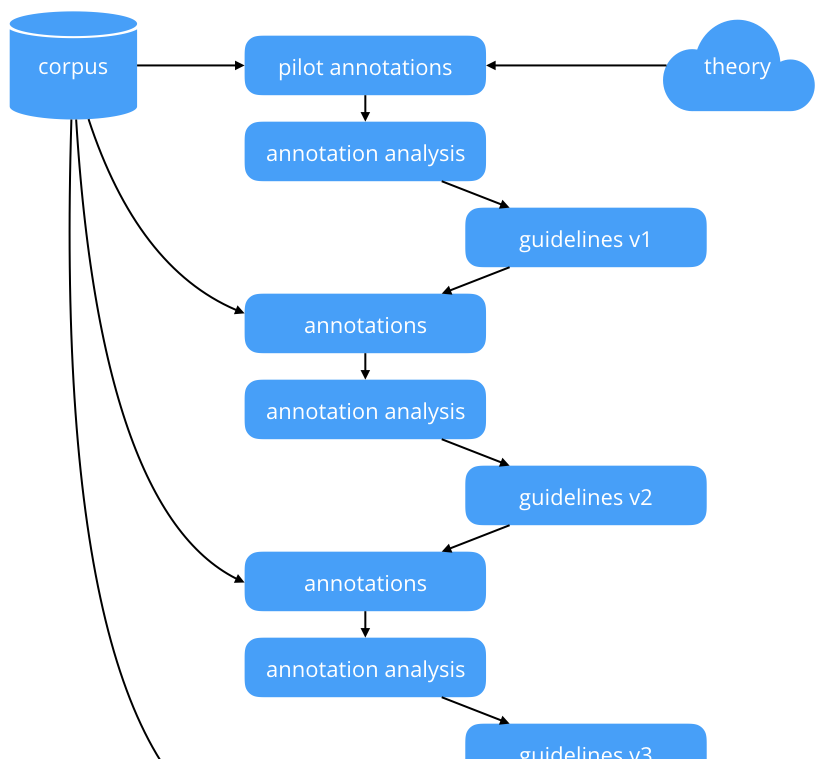 corpus
pilot annotations
theory
annotation analysis
guidelines v1
annotations
annotation analysis
guidelines v2
annotations
annotation analysis
guidelines v3